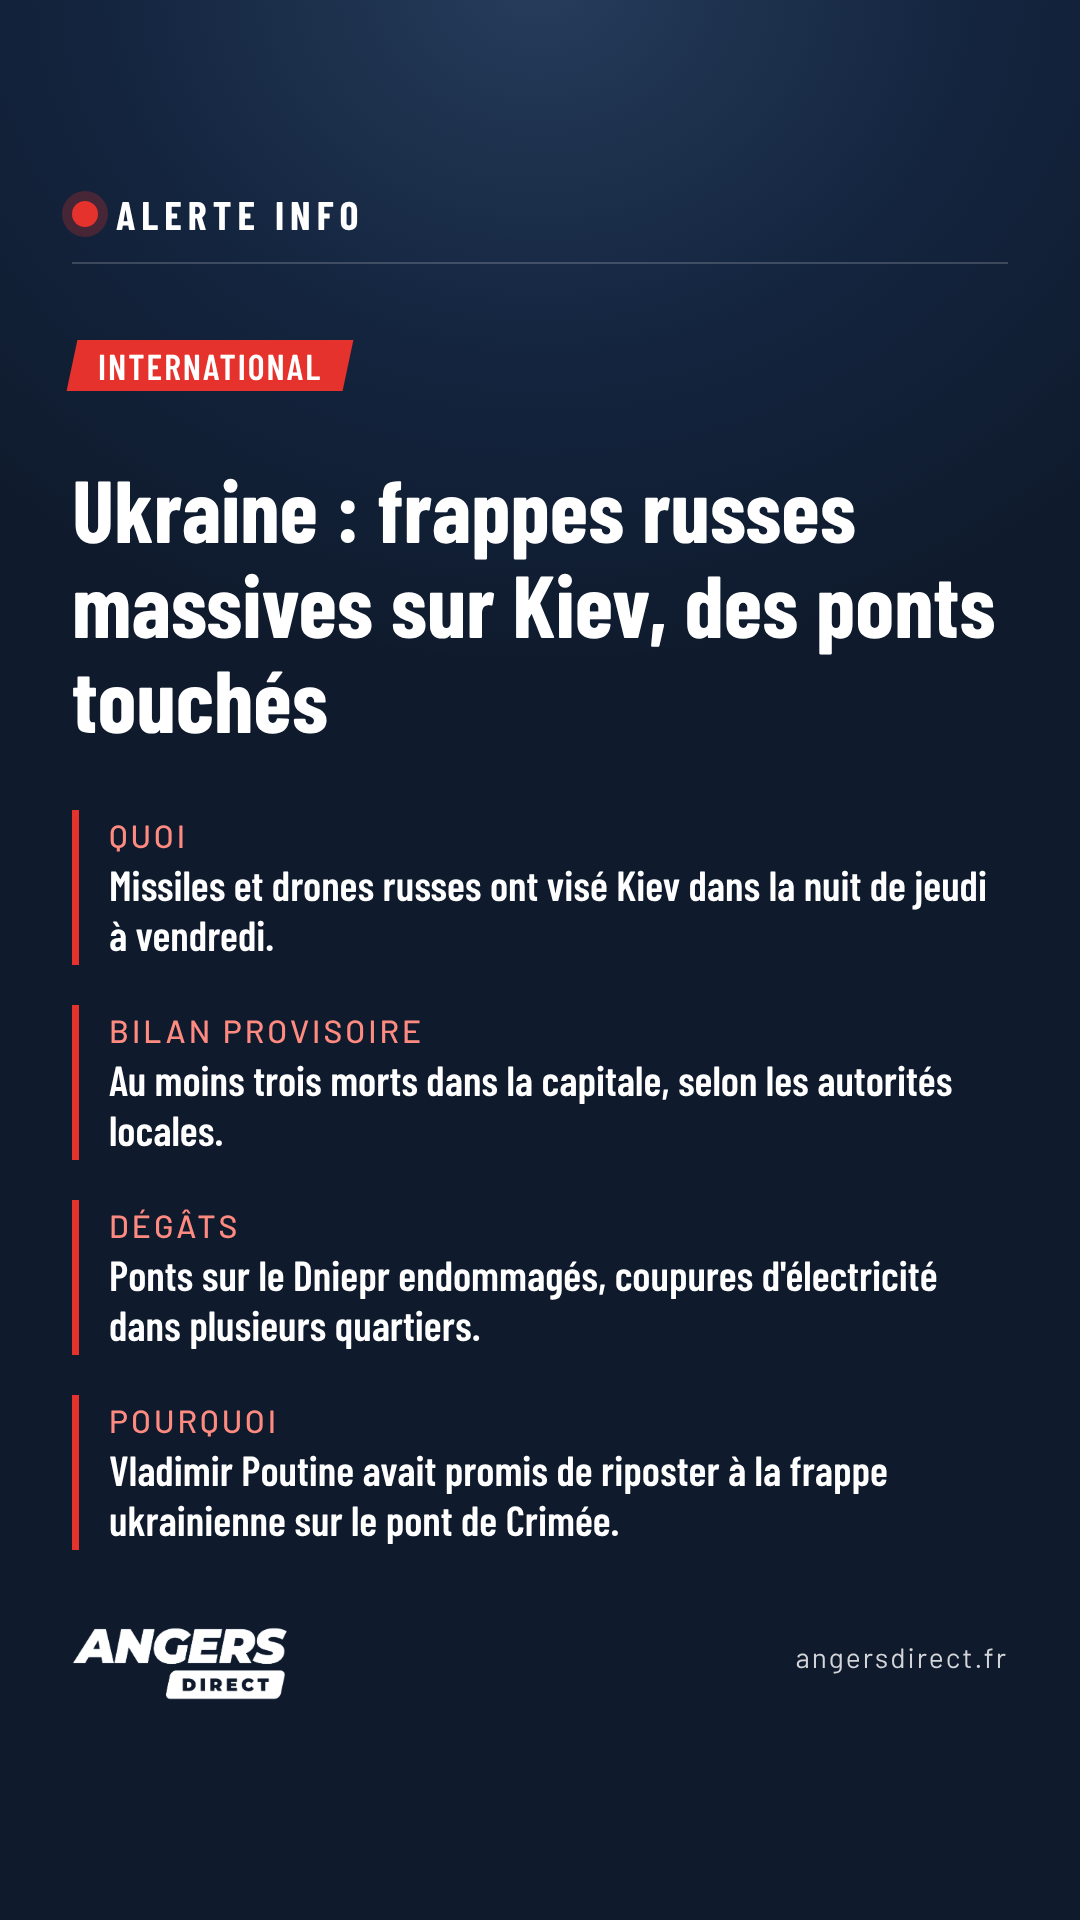 ALERTE INFO
INTERNATIONAL
Ukraine : frappes russes
massives sur Kiev, des ponts
touchés
QUOI
Missiles et drones russes ont visé Kiev dans la nuit de jeudi
à vendredi.
BILAN PROVISOIRE
Au moins trois morts dans la capitale, selon les autorités
locales.
DÉGÂTS
Ponts sur le Dniepr endommagés, coupures d'électricité
dans plusieurs quartiers.
POURQUOI
Vladimir Poutine avait promis de riposter à la frappe
ukrainienne sur le pont de Crimée.
ANGERS
DIRECT
angersdirect.fr